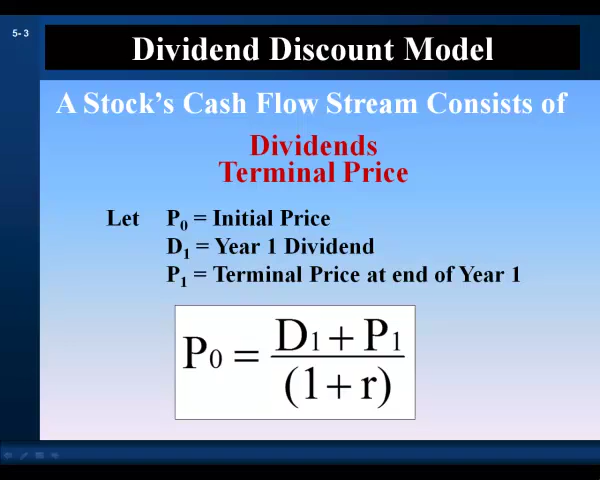 5- 3
Dividend Discount Model
A Stock's Cash Flow Stream Consists of
Dividends
Terminal Price
Let P₀ = Initial Price
D₁ = Year 1 Dividend
P₁ = Terminal Price at end of Year 1
P₀ = (D₁ + P₁) / (1 + r)